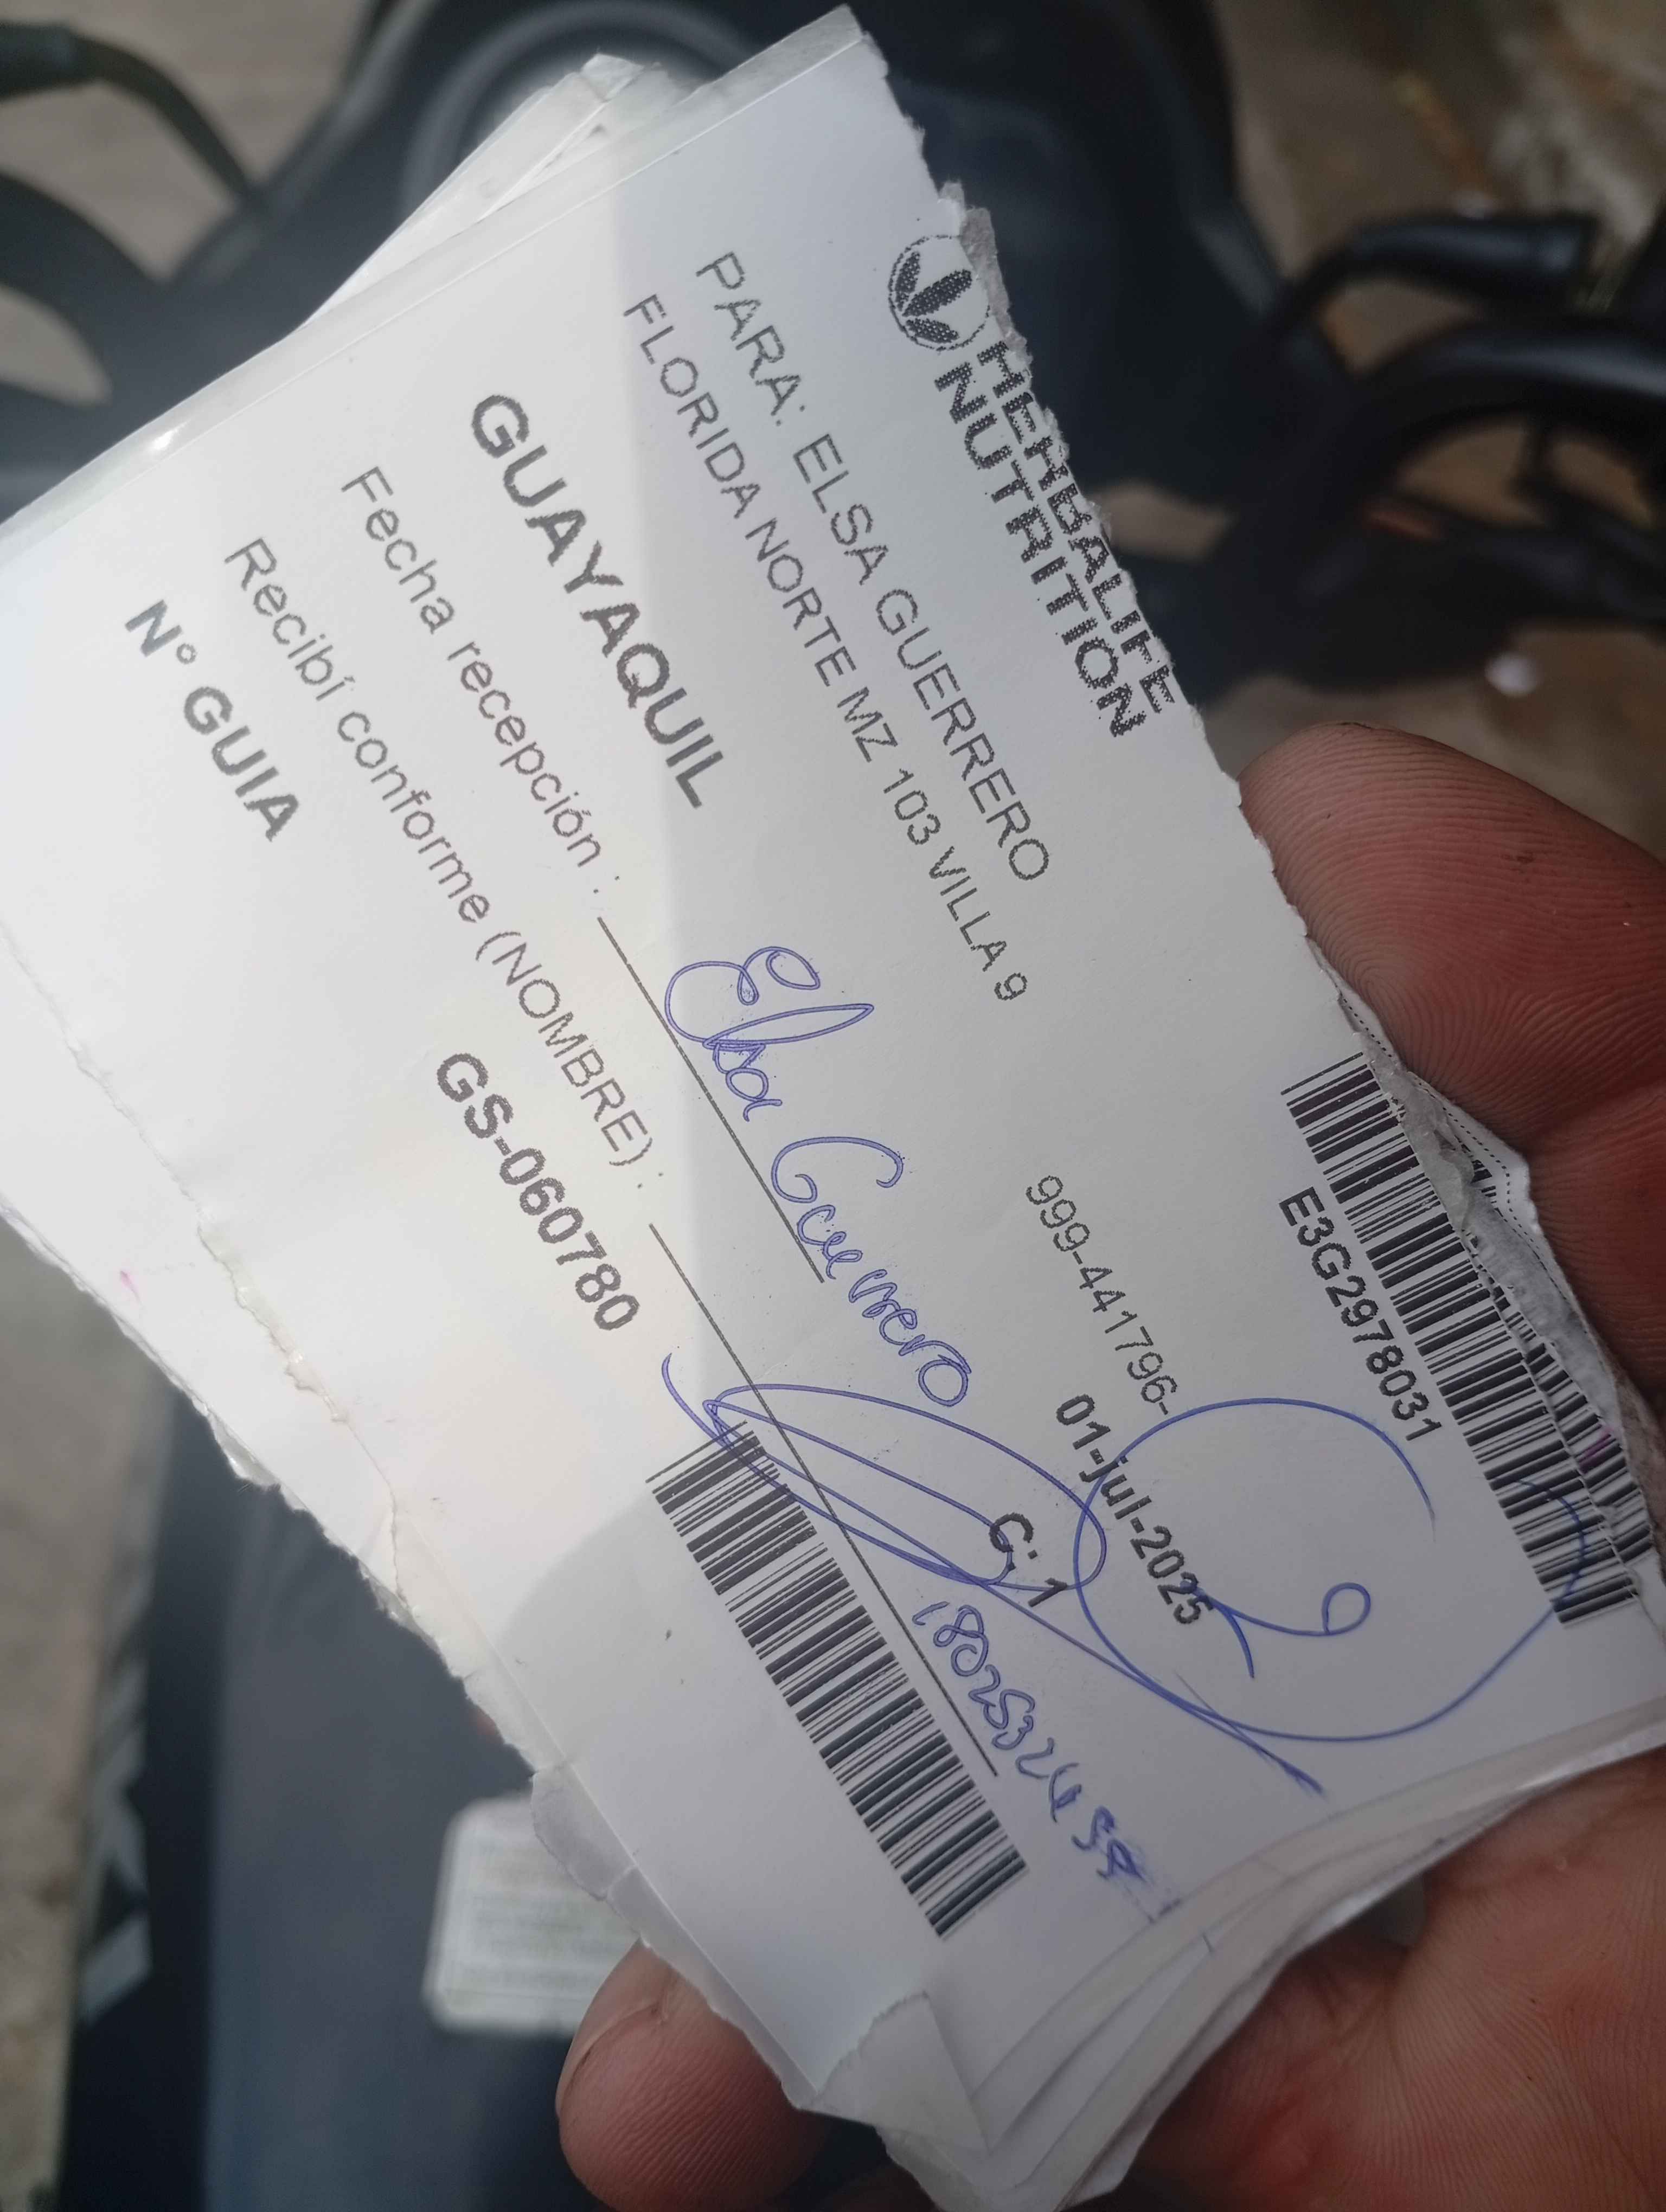 HERBALIFE
NUTRITION
E3G2978031
PARA: ELSA GUERRERO
FLORIDA NORTE MZ 103 VILLA 9
999-441796-
01-jul-2025
GUAYAQUIL
C: 1
Fecha recepción : Elsa Guerrero
Recibí conforme (NOMBRE) :
N° GUIA GS-060780